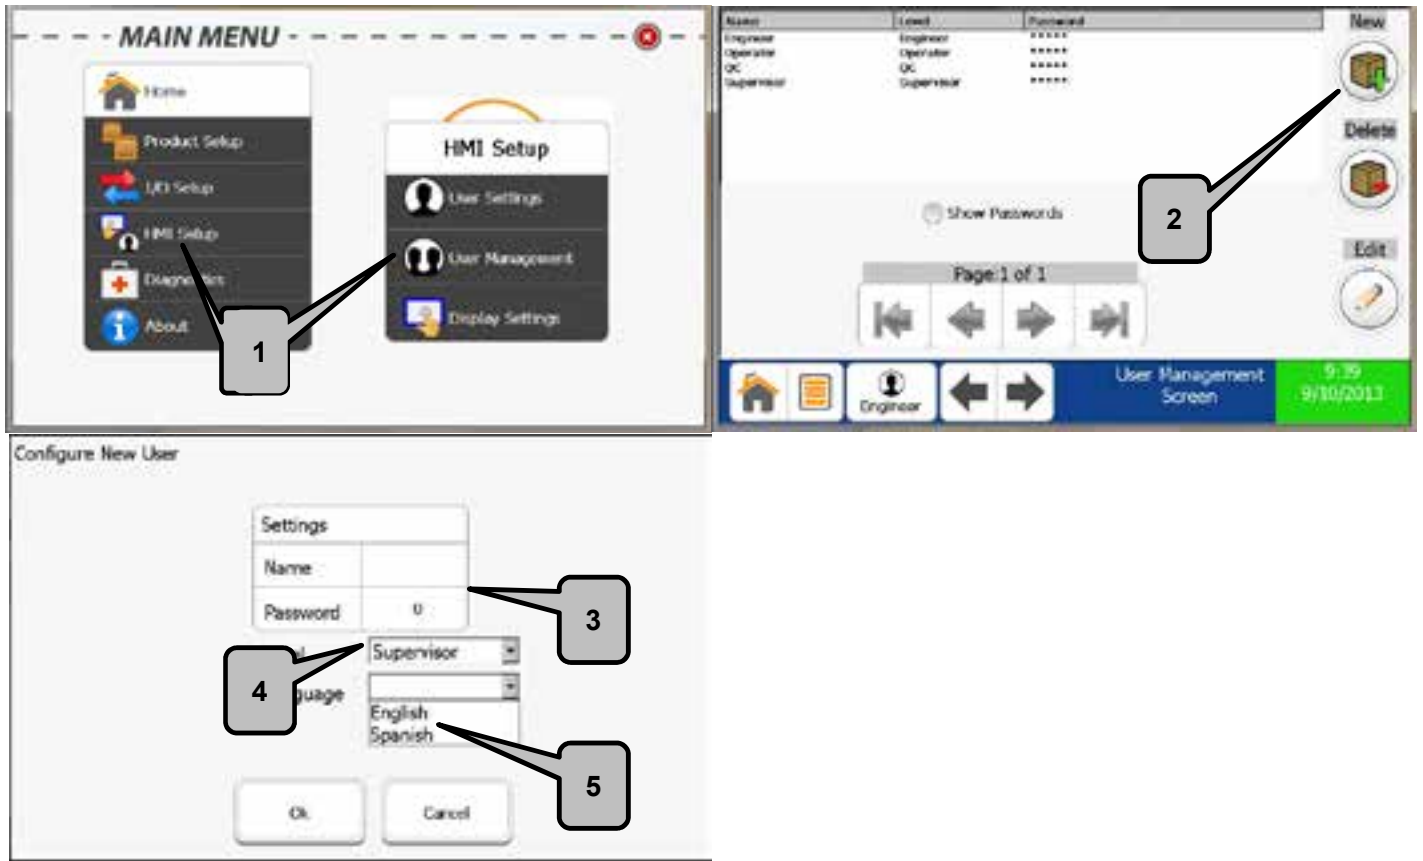 MAIN MENU
Home
Product Setup
I/O Setup
HMI Setup
Diagnostics
About
HMI Setup
User Settings
User Management
Display Settings
1
Name Level Password
Engineer Engineer *****
Operator Operator *****
QC QC *****
Supervisor Supervisor *****
New
Delete
Edit
2
Show Passwords
Page:1 of 1
Engineer
User Management
Screen
9:39
9/10/2013
Configure New User
Settings
Name
Password 0
3
Supervisor
4
English
Spanish
5
Ok
Cancel